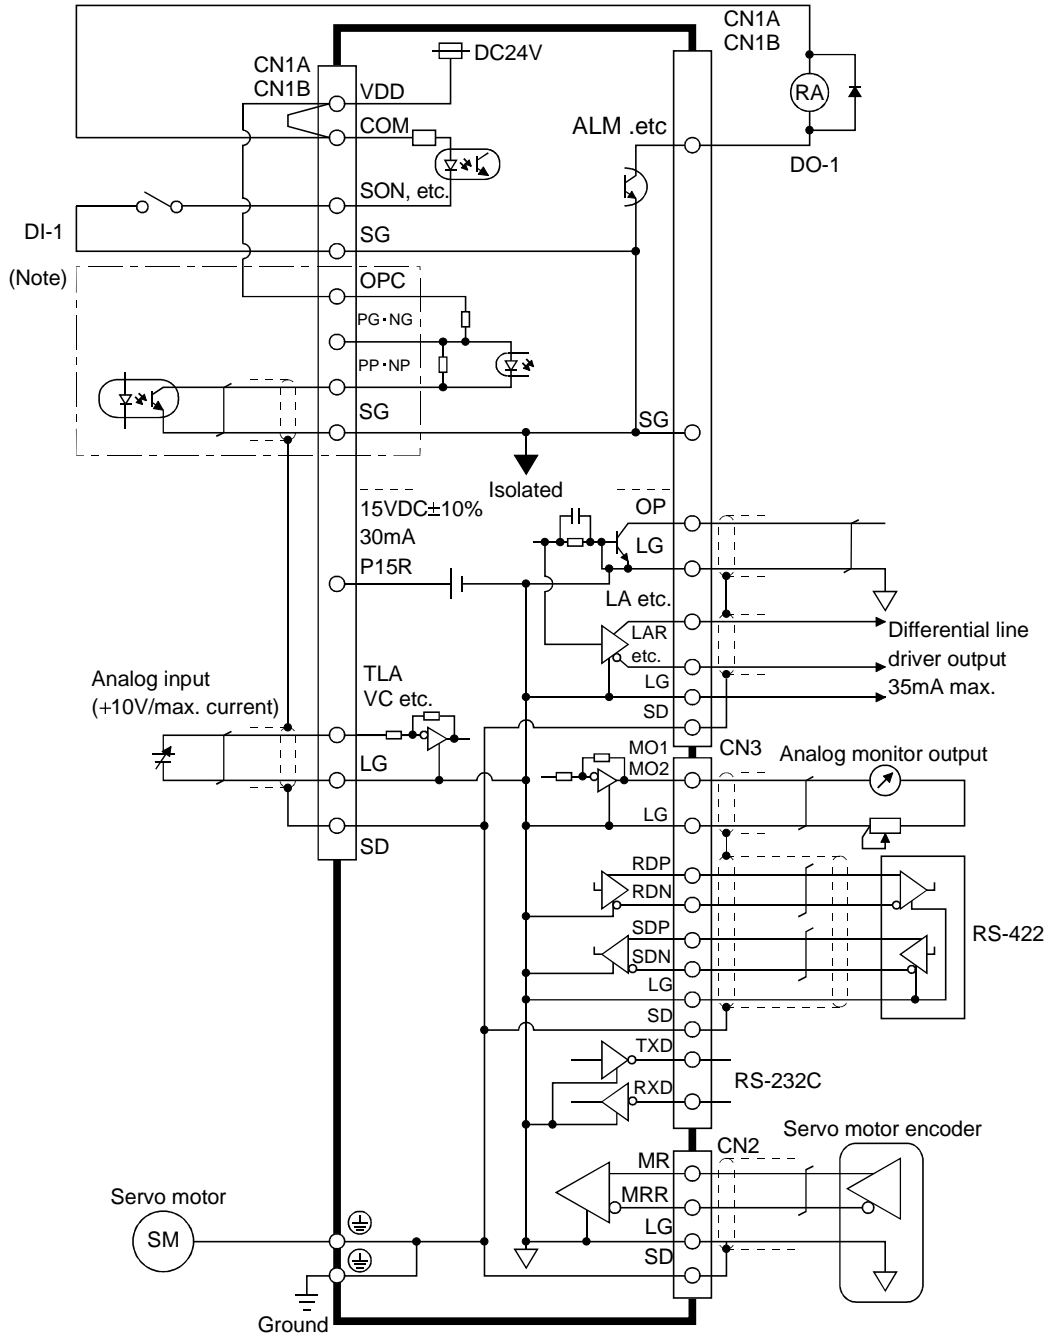 CN1A
CN1B
DC24V
CN1A
CN1B
VDD
RA
COM
ALM .etc
DO-1
SON, etc.
DI-1
SG
(Note)
OPC
PG·NG
PP·NP
SG
SG
Isolated
15VDC±10%
30mA
P15R
OP
LG
LA etc.
LAR
etc.
LG
SD
Differential line
driver output
35mA max.
Analog input
(+10V/max. current)
TLA
VC etc.
LG
SD
CN3
MO1
MO2
LG
Analog monitor output
RDP
RDN
SDP
SDN
LG
SD
RS-422
TXD
RXD
RS-232C
CN2
Servo motor encoder
MR
MRR
LG
SD
Servo motor
SM
Ground